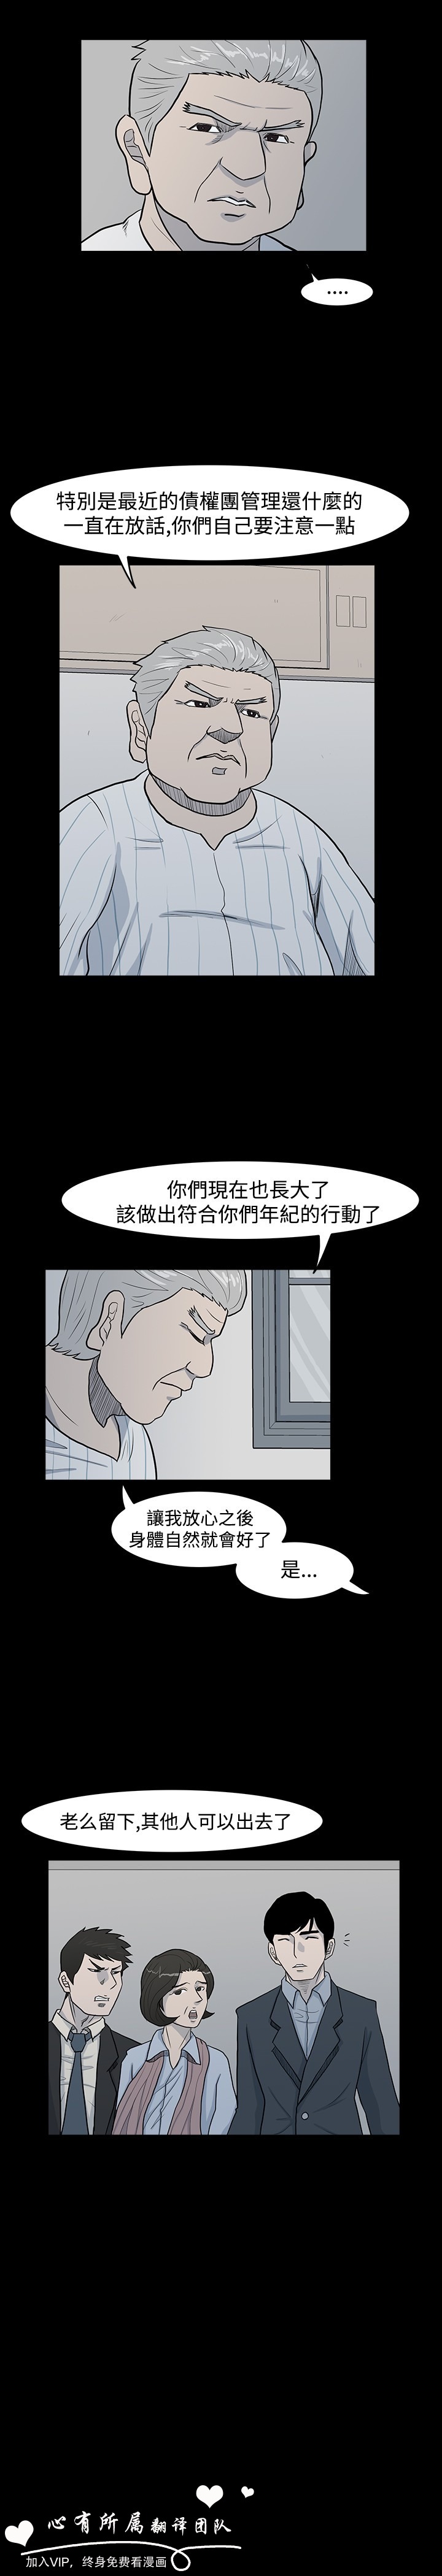 ....
特別是最近的債權團管理還什麼的
一直在放話,你們自己要注意一點
你們現在也長大了
該做出符合你們年紀的行動了
讓我放心之後
身體自然就會好了
是...
老么留下,其他人可以出去了
心有所属翻译团队
加入VIP，终身免费看漫画